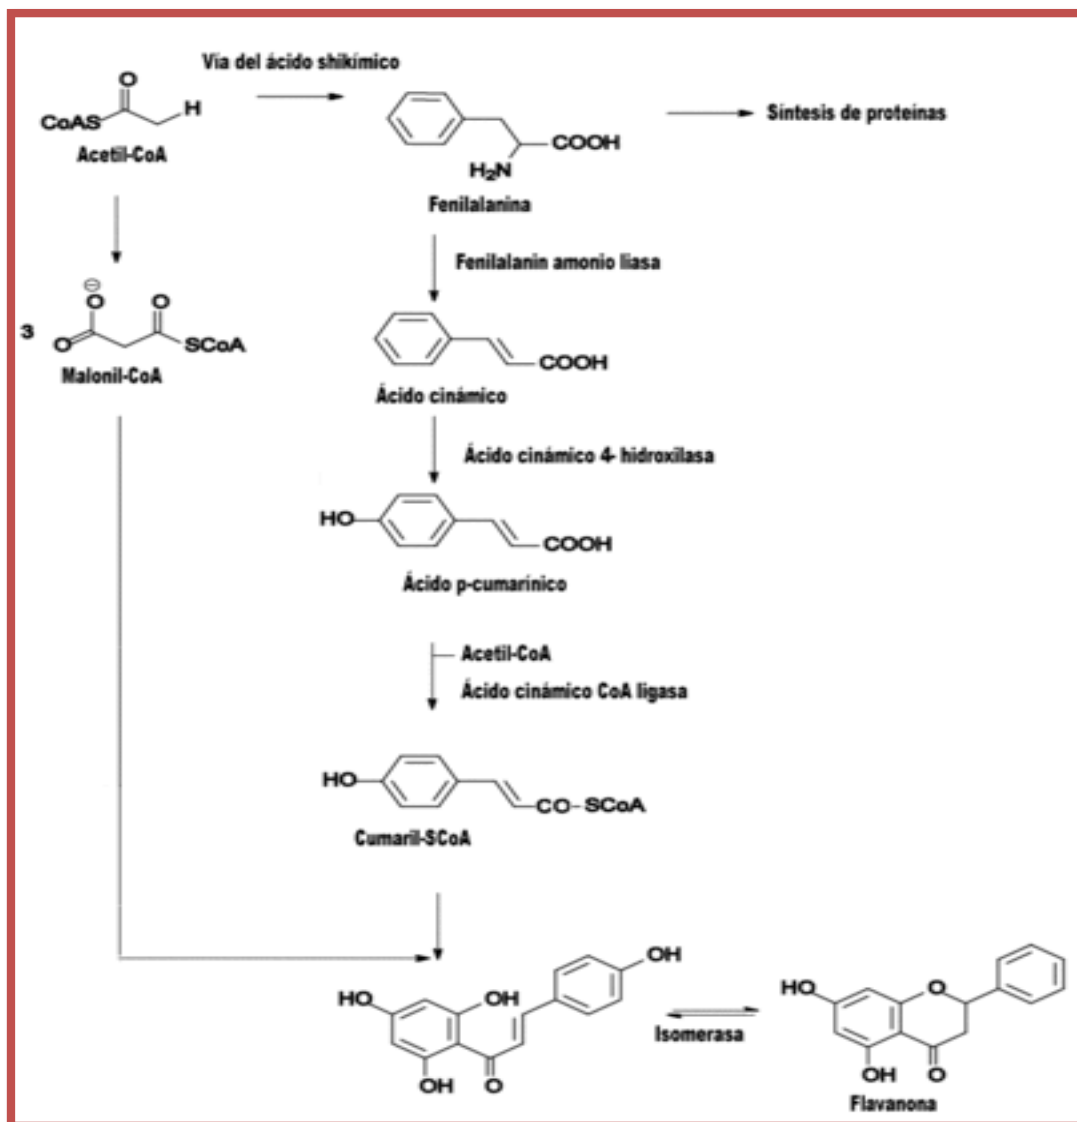 Vía del ácido shikímico
O
H
CoAS
Acetil-CoA
COOH
H₂N
Fenilalanina
Síntesis de proteínas
Fenilalanin amonio liasa
3
O
⊖
O
O
SCoA
Malonil-CoA
COOH
Ácido cinámico
Ácido cinámico 4- hidroxilasa
HO
COOH
Ácido p-cumarínico
Acetil-CoA
Ácido cinámico CoA ligasa
HO
CO-SCoA
Cumaril-SCoA
OH
HO
OH
OH
O
Isomerasa
HO
O
OH
O
Flavanona